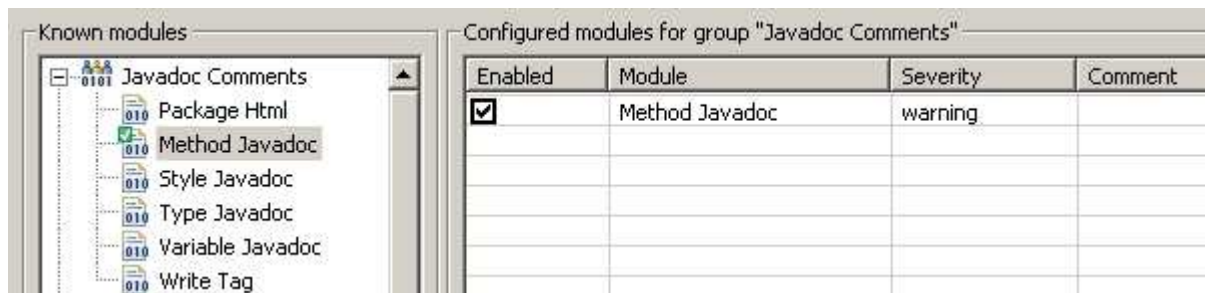 Known modules
Javadoc Comments
Package Html
Method Javadoc
Style Javadoc
Type Javadoc
Variable Javadoc
Write Tag
Configured modules for group "Javadoc Comments"
Enabled Module Severity Comment
Method Javadoc warning